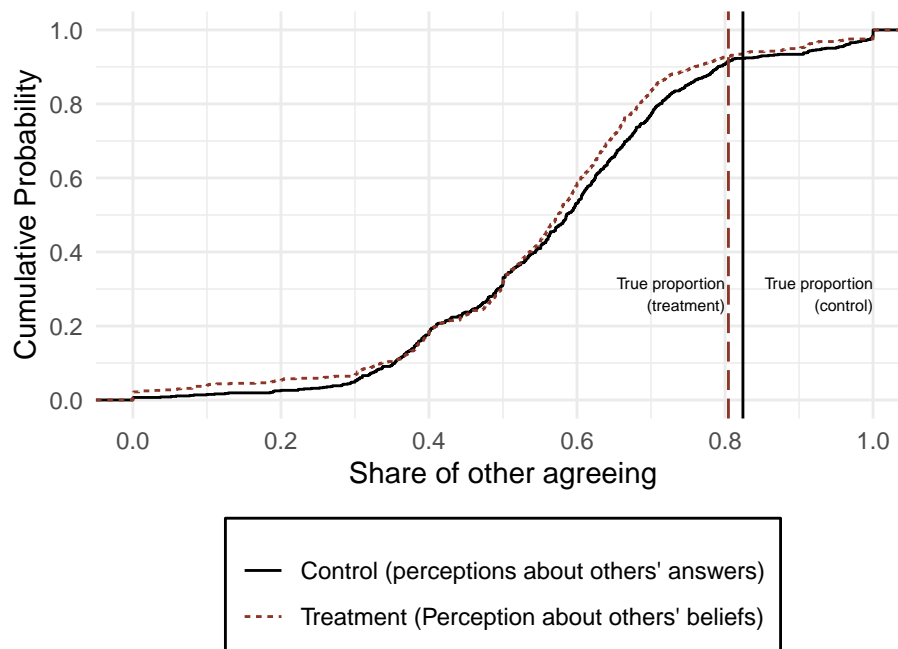 1.0
0.8
0.6
0.4
0.2
0.0
Cumulative Probability
True proportion
(treatment)
True proportion
(control)
0.0 0.2 0.4 0.6 0.8 1.0
Share of other agreeing
Control (perceptions about others' answers)
Treatment (Perception about others' beliefs)